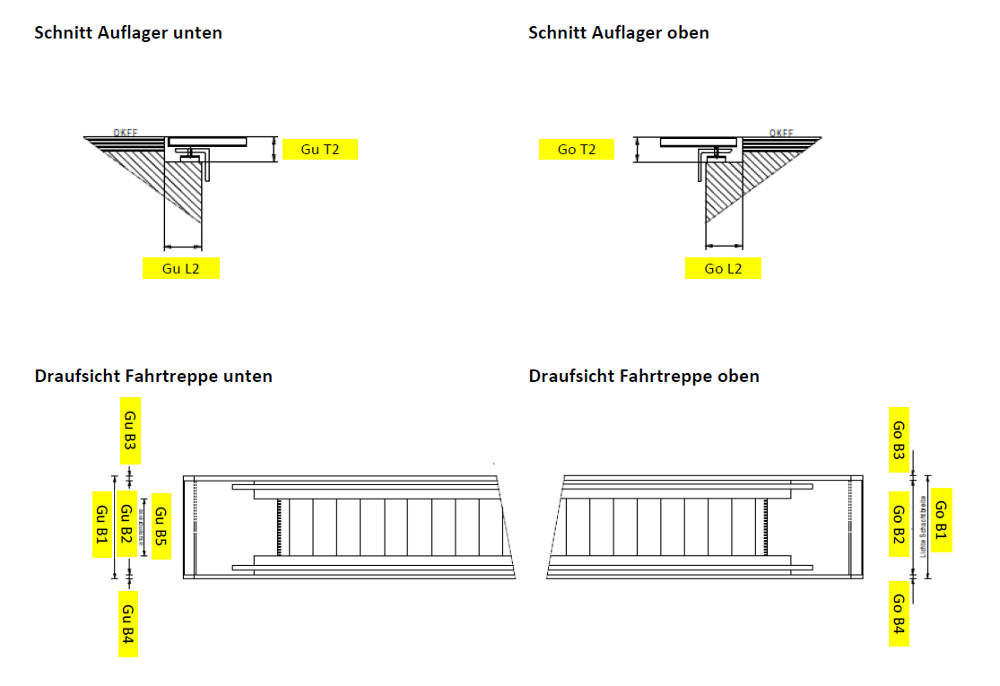 Schnitt Auflager unten
Schnitt Auflager oben
OKFF
Gu T2
Gu L2
OKFF
Go T2
Go L2
Draufsicht Fahrtreppe unten
Draufsicht Fahrtreppe oben
Gu B3
Gu B1
Gu B2
Gu B5
Gu B4
Go B3
Go B2
Lichte Schachtbreite
Go B1
Go B4